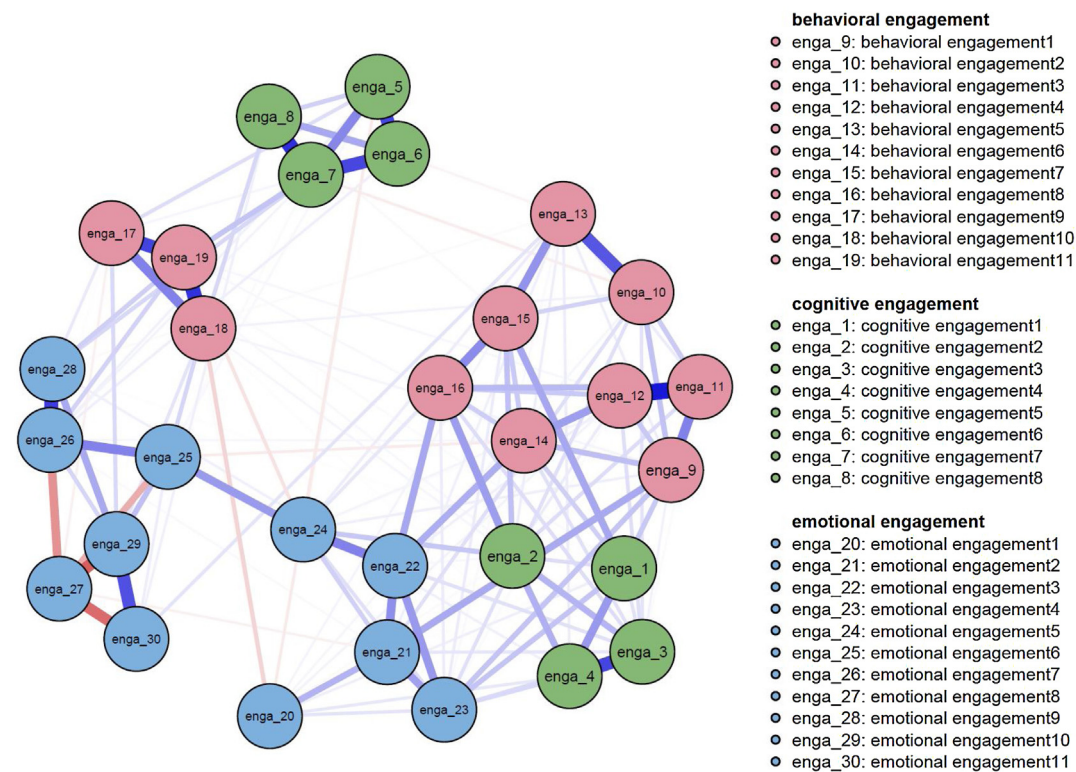 enga_5
enga_8
enga_6
enga_7
enga_13
enga_17
enga_19
enga_10
enga_15
enga_18
enga_28
enga_16
enga_12
enga_11
enga_26
enga_25
enga_14
enga_9
enga_24
enga_29
enga_22
enga_2
enga_1
enga_27
enga_30
enga_21
enga_3
enga_4
enga_20
enga_23
behavioral engagement
enga_9: behavioral engagement1
enga_10: behavioral engagement2
enga_11: behavioral engagement3
enga_12: behavioral engagement4
enga_13: behavioral engagement5
enga_14: behavioral engagement6
enga_15: behavioral engagement7
enga_16: behavioral engagement8
enga_17: behavioral engagement9
enga_18: behavioral engagement10
enga_19: behavioral engagement11
cognitive engagement
enga_1: cognitive engagement1
enga_2: cognitive engagement2
enga_3: cognitive engagement3
enga_4: cognitive engagement4
enga_5: cognitive engagement5
enga_6: cognitive engagement6
enga_7: cognitive engagement7
enga_8: cognitive engagement8
emotional engagement
enga_20: emotional engagement1
enga_21: emotional engagement2
enga_22: emotional engagement3
enga_23: emotional engagement4
enga_24: emotional engagement5
enga_25: emotional engagement6
enga_26: emotional engagement7
enga_27: emotional engagement8
enga_28: emotional engagement9
enga_29: emotional engagement10
enga_30: emotional engagement11